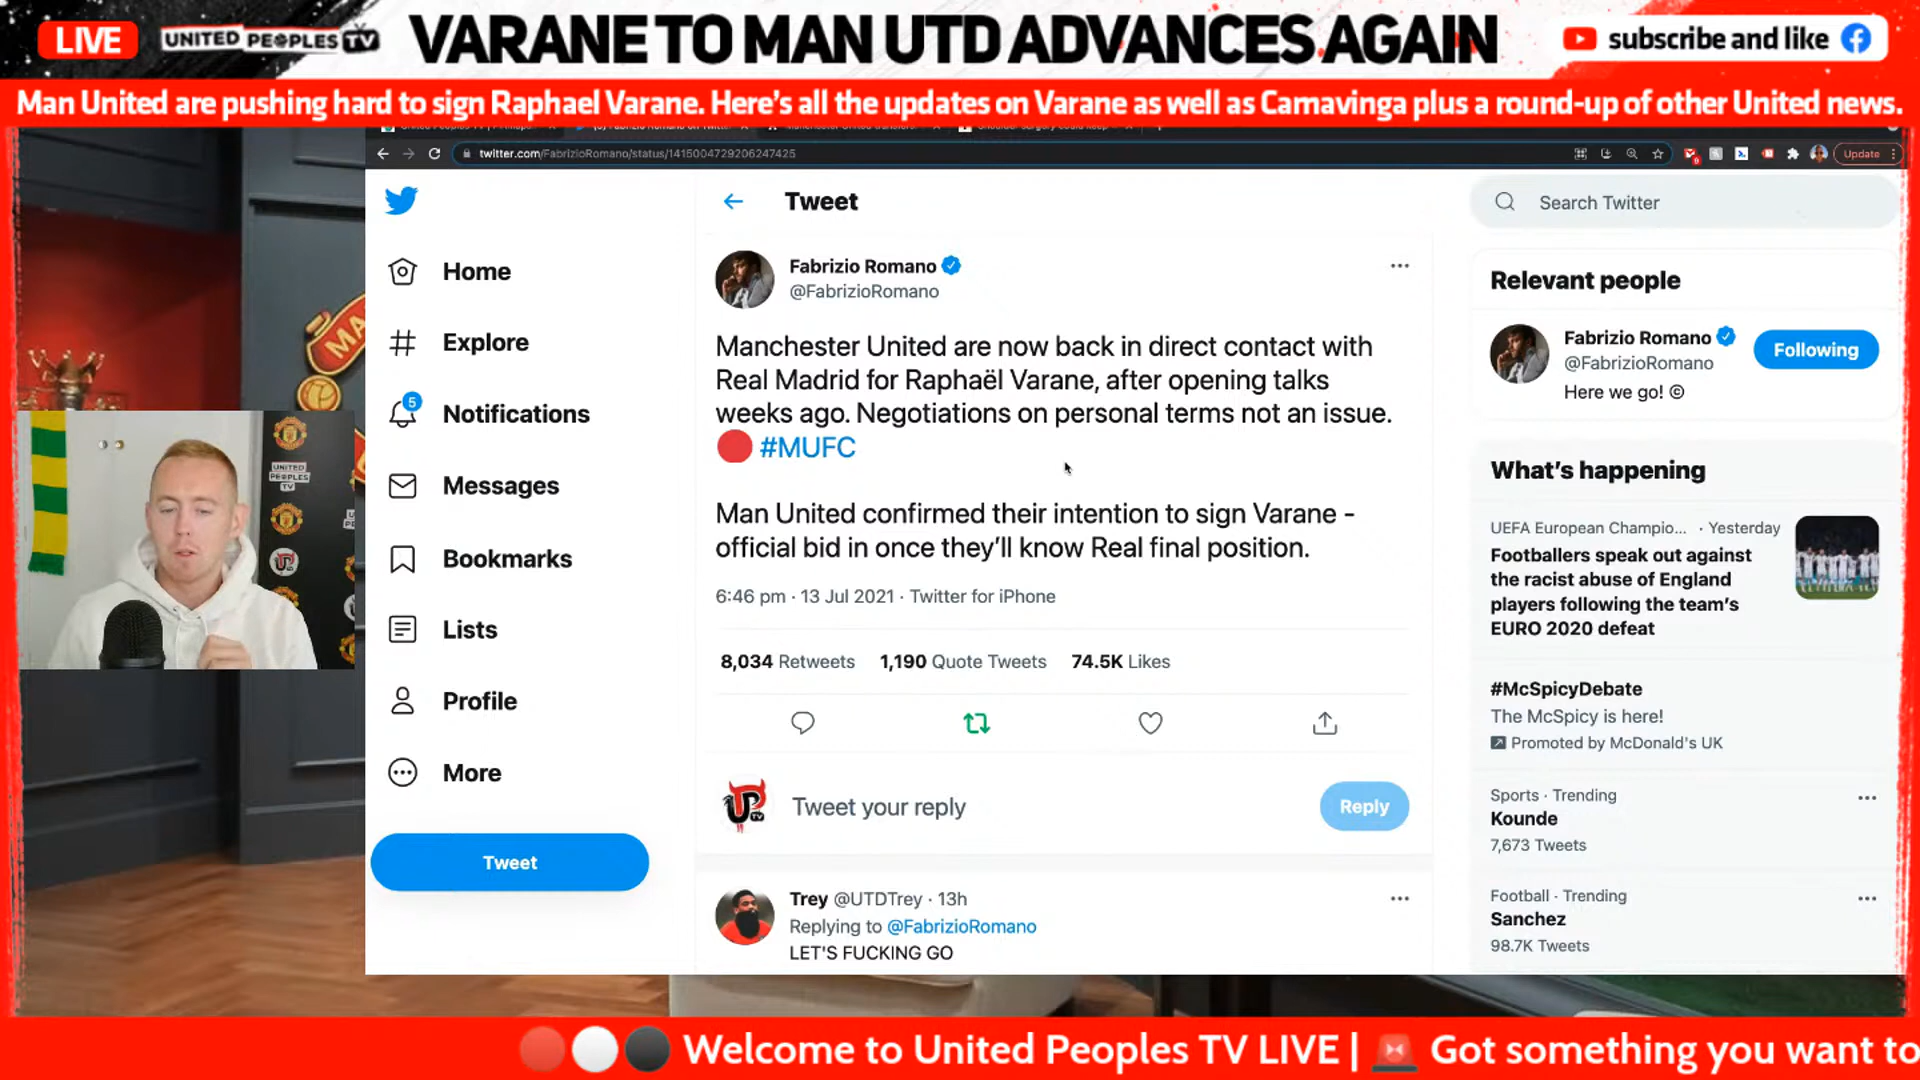 LIVE
UNITED PEOPLES TV
VARANE TO MAN UTD ADVANCES AGAIN
subscribe and like
Man United are pushing hard to sign Raphael Varane. Here's all the updates on Varane as well as Camavinga plus a round-up of other United news.
twitter.com/FabrizioRomano/status/1415004729206247425
Update
Home
Explore
5
Notifications
Messages
Bookmarks
Lists
Profile
More
Tweet
Tweet
Fabrizio Romano
@FabrizioRomano
Manchester United are now back in direct contact with
Real Madrid for Raphaël Varane, after opening talks
weeks ago. Negotiations on personal terms not an issue.
🔴 #MUFC
Man United confirmed their intention to sign Varane -
official bid in once they'll know Real final position.
6:46 pm · 13 Jul 2021 · Twitter for iPhone
8,034 Retweets 1,190 Quote Tweets 74.5K Likes
UP TV
Tweet your reply
Reply
Trey @UTDTrey · 13h
Replying to @FabrizioRomano
LET'S FUCKING GO
Search Twitter
Relevant people
Fabrizio Romano
@FabrizioRomano
Following
Here we go! ©
What's happening
UEFA European Champio... · Yesterday
Footballers speak out against
the racist abuse of England
players following the team's
EURO 2020 defeat
#McSpicyDebate
The McSpicy is here!
Promoted by McDonald's UK
Sports · Trending
Kounde
7,673 Tweets
Football · Trending
Sanchez
98.7K Tweets
MA
UNITED
PEOPLES
TV
Welcome to United Peoples TV LIVE | 🚨 Got something you want to